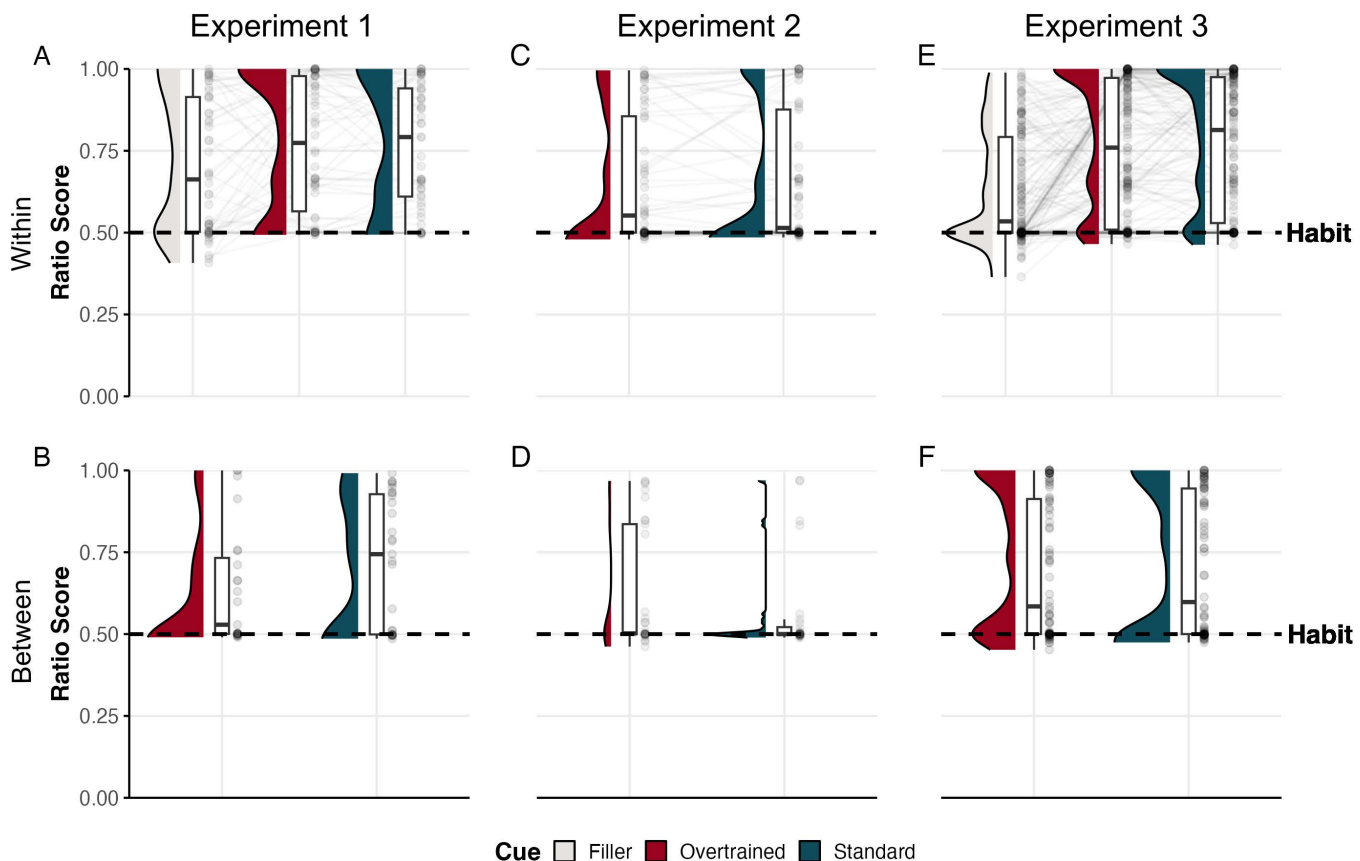 Experiment 1
Experiment 2
Experiment 3
A
C
E
Within
Ratio Score
1.00
0.75
0.50
0.25
0.00
Habit
B
D
F
Between
Ratio Score
1.00
0.75
0.50
0.25
0.00
Habit
Cue Filler Overtrained Standard